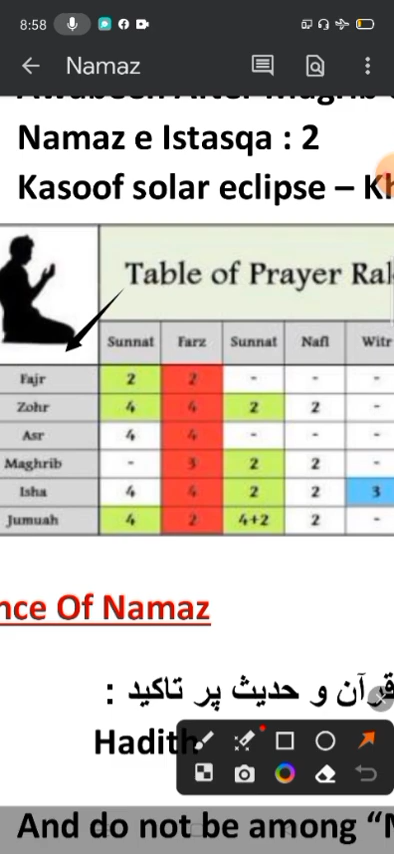 8:58
Namaz
Namaz e Istasqa : 2
Kasoof solar eclipse –
Table of Prayer
Sunnat Farz Sunnat Nafl Witr
Fajr 2 2 - - -
Zohr 4 4 2 2 -
Asr 4 4 - - -
Maghrib - 3 2 2 -
Isha 4 4 2 2 3
Jumuah 4 2 4+2 2 -
Of Namaz
قرآن و حدیث پر تاکید :
Hadith
And do not be among “